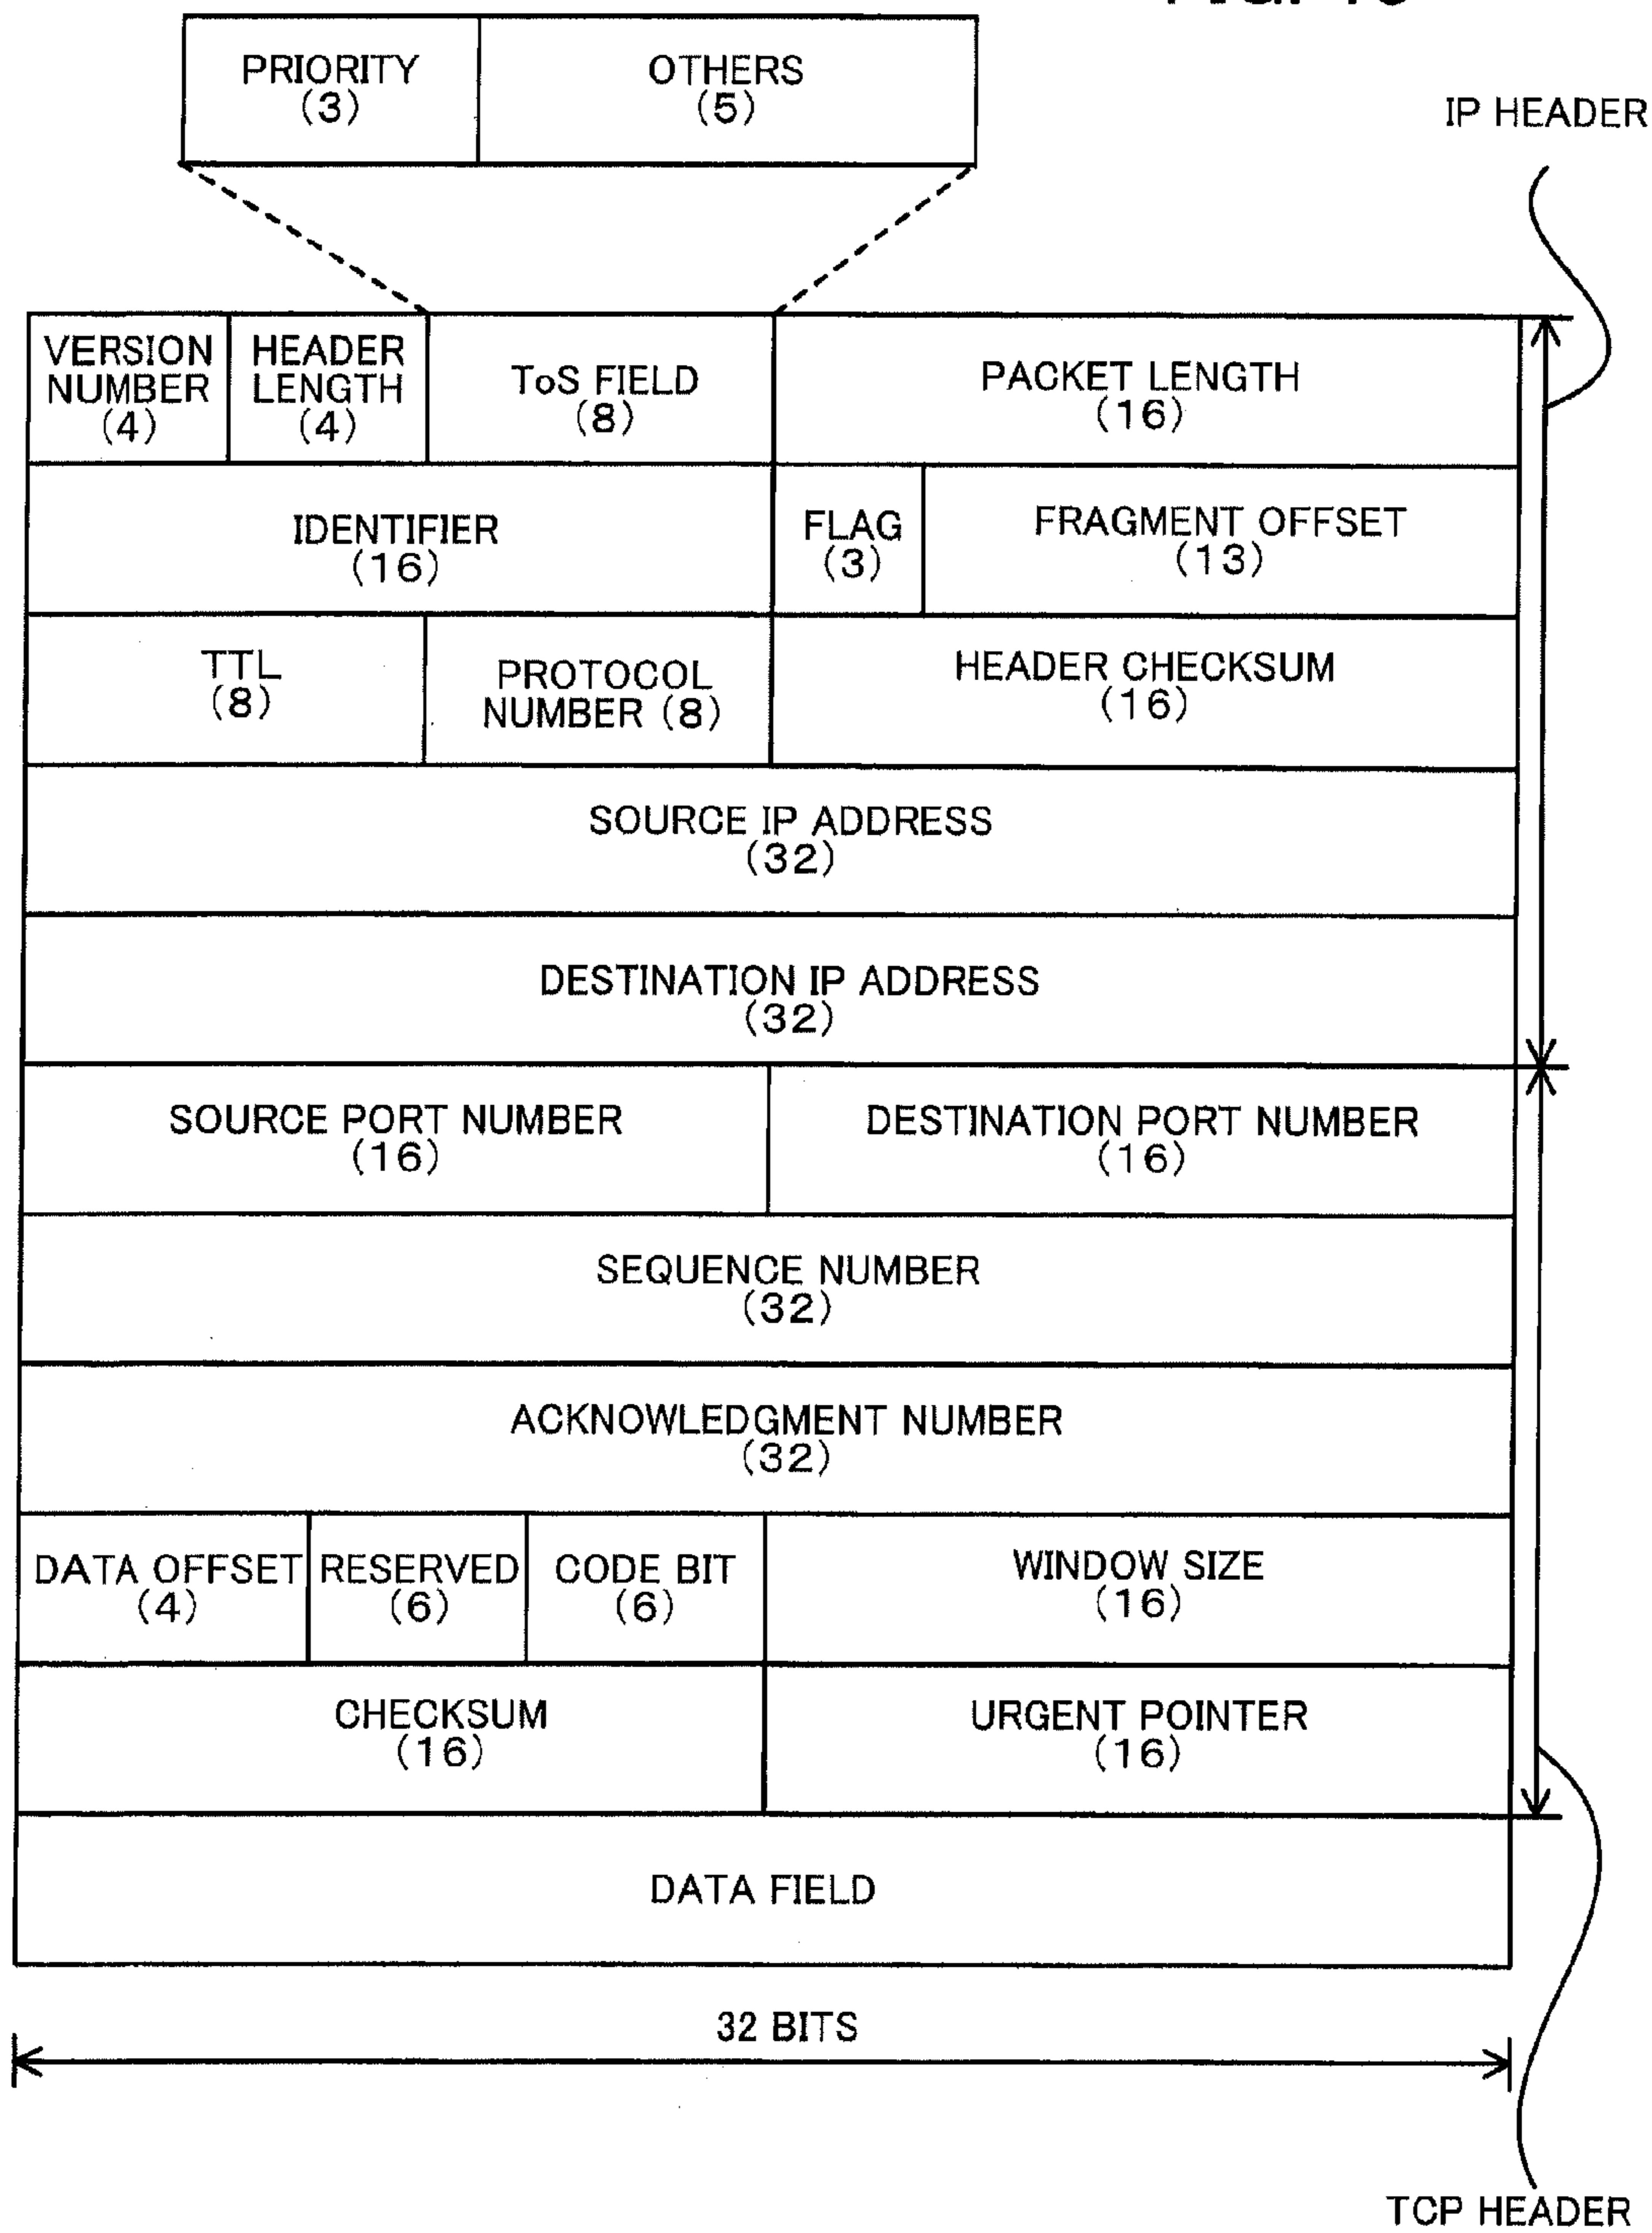 PRIORITY
(3)
OTHERS
(5)
IP HEADER
VERSION
NUMBER
(4)
HEADER
LENGTH
(4)
ToS FIELD
(8)
PACKET LENGTH
(16)
IDENTIFIER
(16)
FLAG
(3)
FRAGMENT OFFSET
(13)
TTL
(8)
PROTOCOL
NUMBER (8)
HEADER CHECKSUM
(16)
SOURCE IP ADDRESS
(32)
DESTINATION IP ADDRESS
(32)
SOURCE PORT NUMBER
(16)
DESTINATION PORT NUMBER
(16)
SEQUENCE NUMBER
(32)
ACKNOWLEDGMENT NUMBER
(32)
DATA OFFSET
(4)
RESERVED
(6)
CODE BIT
(6)
WINDOW SIZE
(16)
CHECKSUM
(16)
URGENT POINTER
(16)
DATA FIELD
32 BITS
TCP HEADER